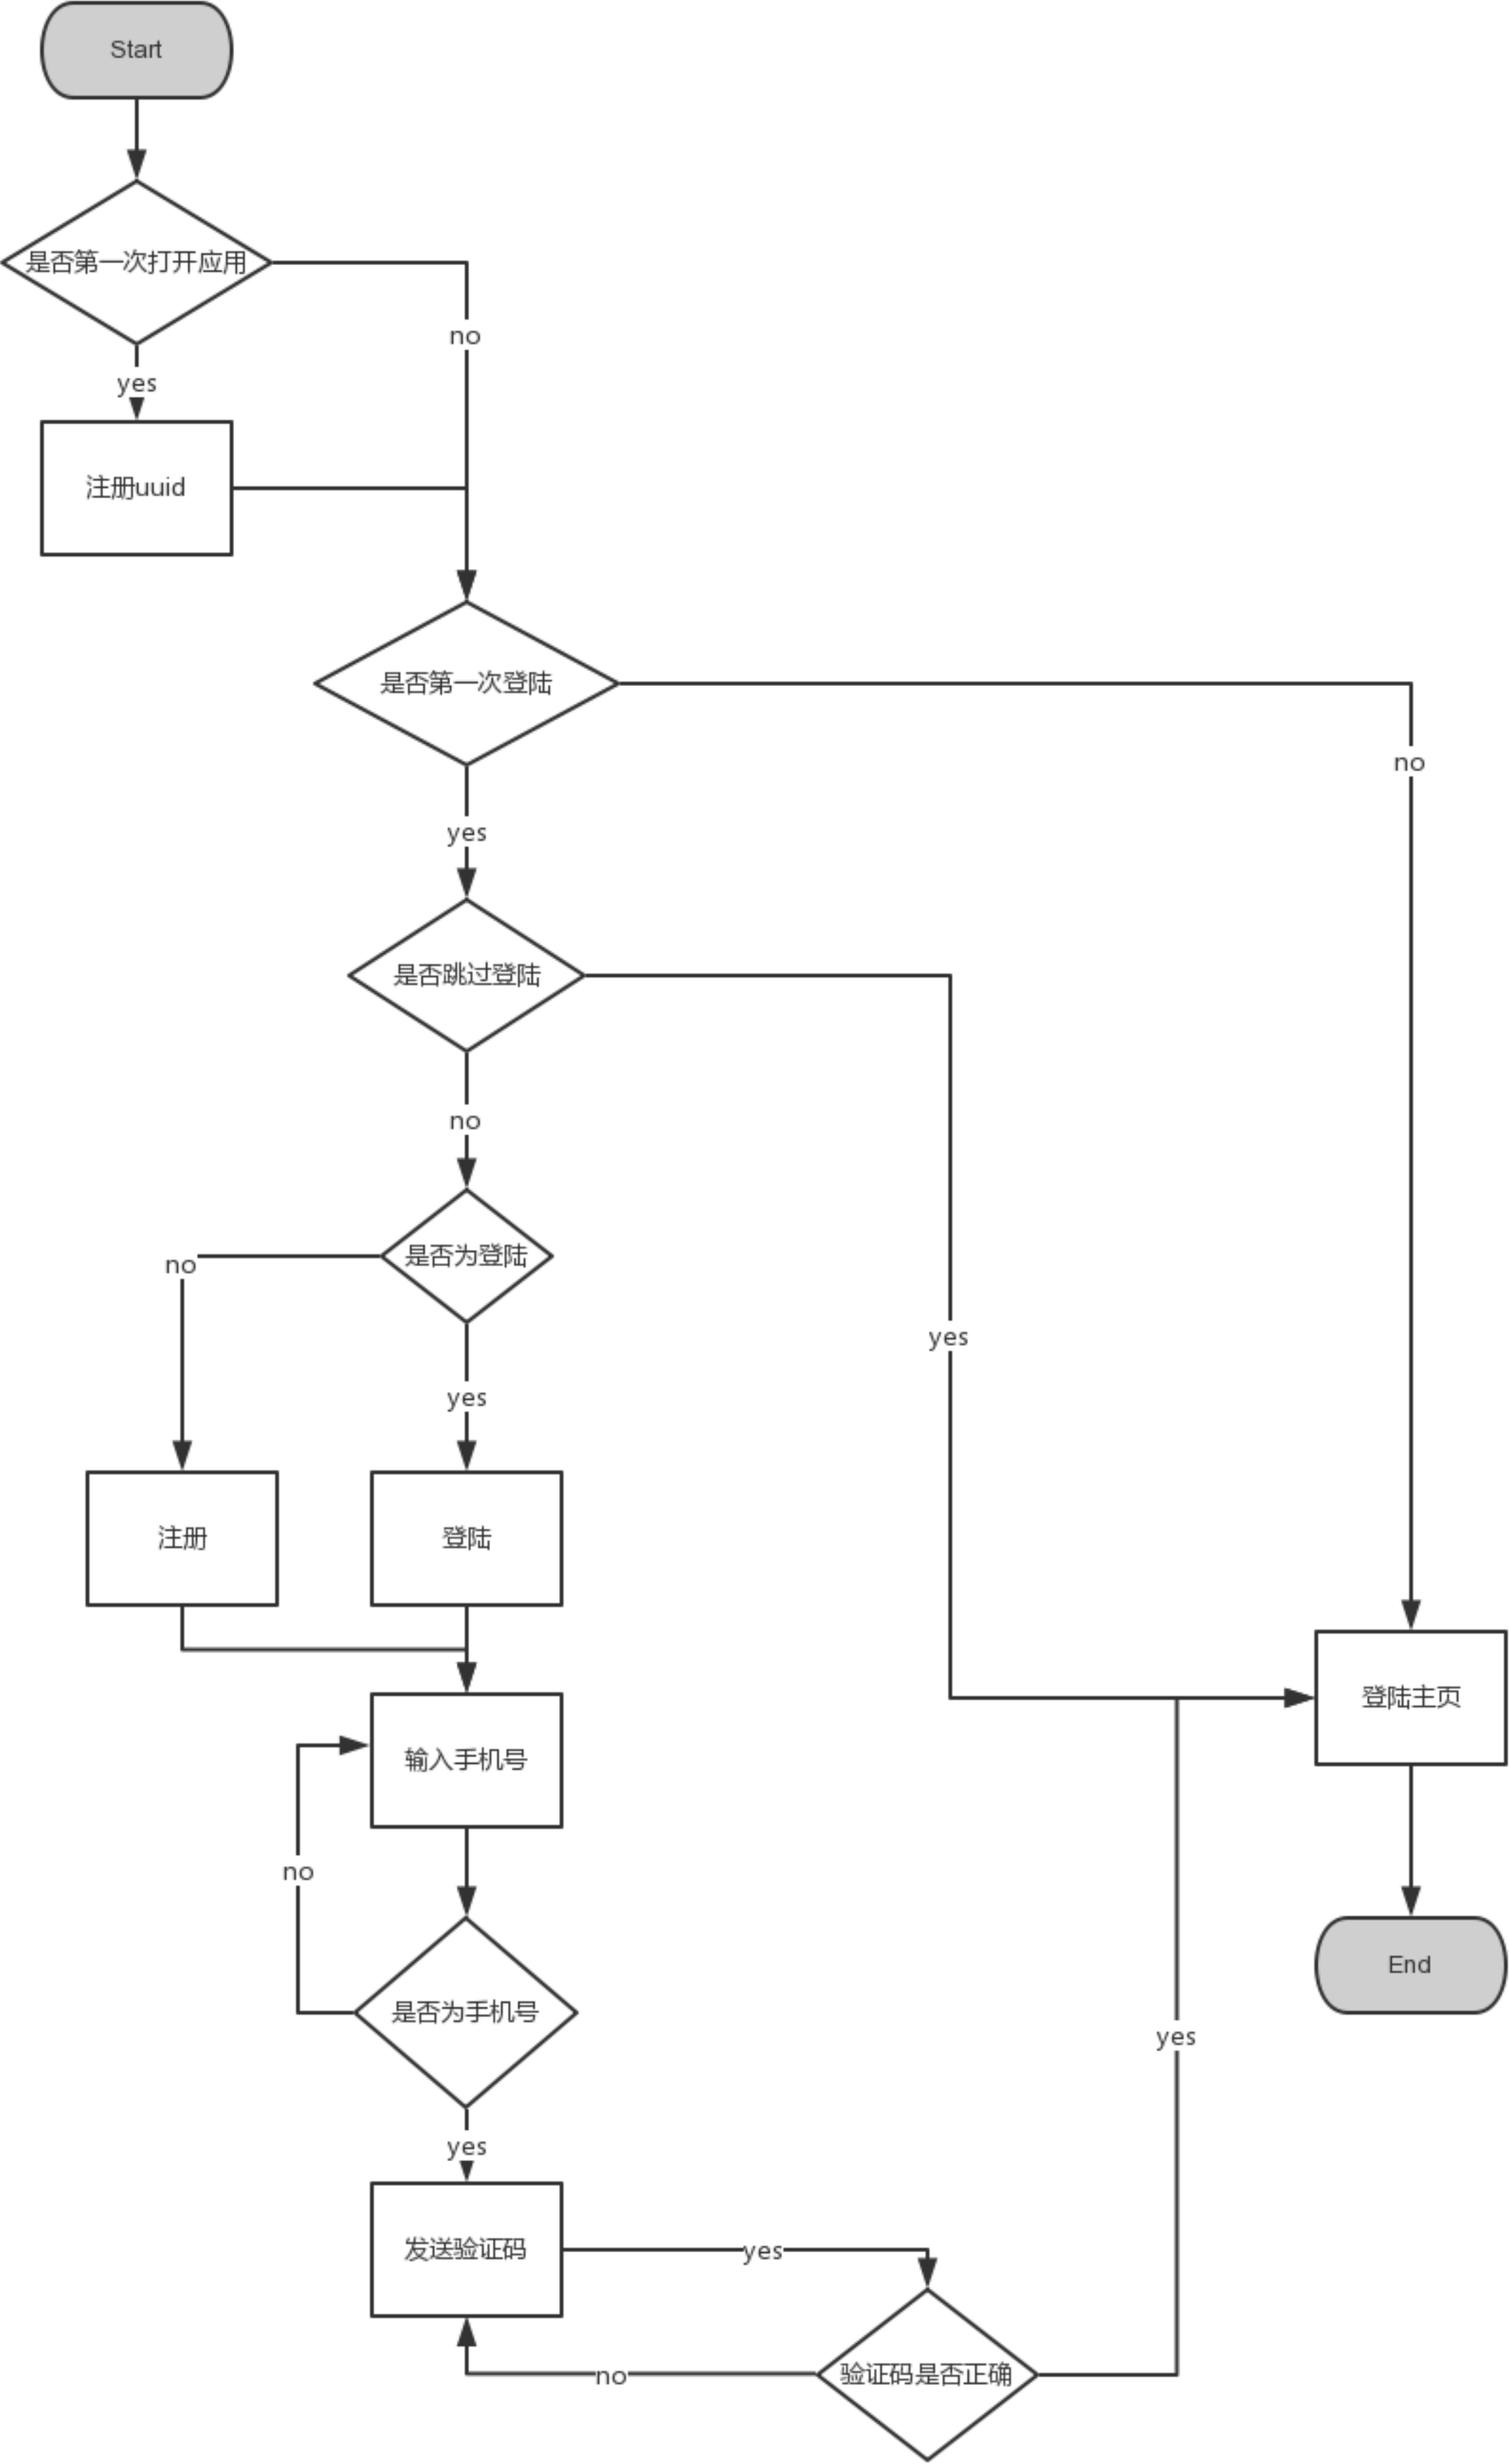 Start
是否第一次打开应用
no
yes
注册uuid
是否第一次登陆
no
yes
是否跳过登陆
no
是否为登陆
no
yes
yes
注册
登陆
登陆主页
输入手机号
no
End
是否为手机号
yes
yes
发送验证码
yes
验证码是否正确
no